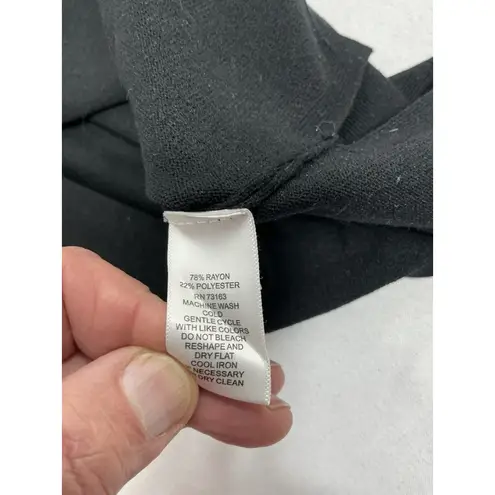 78% RAYON
22% POLYESTER
RN 73163
MACHINE WASH
COLD
GENTLE CYCLE
WITH LIKE COLORS
DO NOT BLEACH
RESHAPE AND
DRY FLAT
COOL IRON
NECESSARY
DRY CLEAN